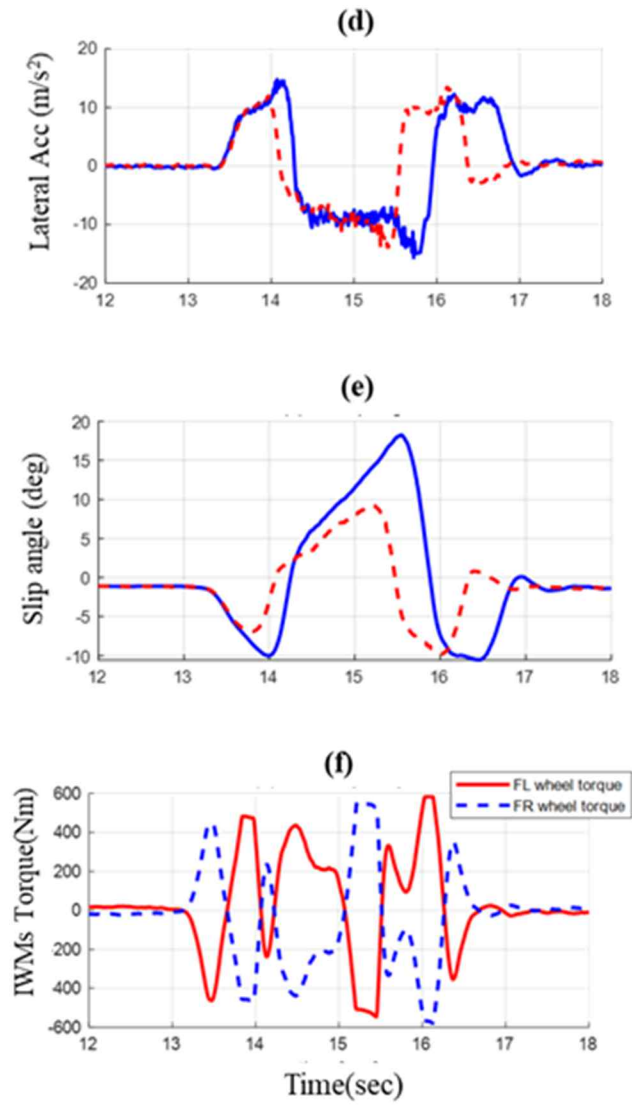 (d)
Lateral Acc (m/s²)
20
10
0
-10
-20
12 13 14 15 16 17 18
(e)
Slip angle (deg)
20
15
10
5
0
-5
-10
12 13 14 15 16 17 18
(f)
IWMs Torque(Nm)
600
400
200
0
-200
-400
-600
FL wheel torque
FR wheel torque
12 13 14 15 16 17 18
Time(sec)